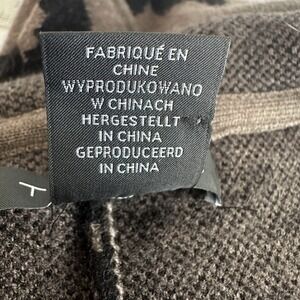 FABRIQUÉ EN
CHINE
WYPRODUKOWANO
W CHINACH
HERGESTELLT
IN CHINA
GEPRODUCEERD
IN CHINA